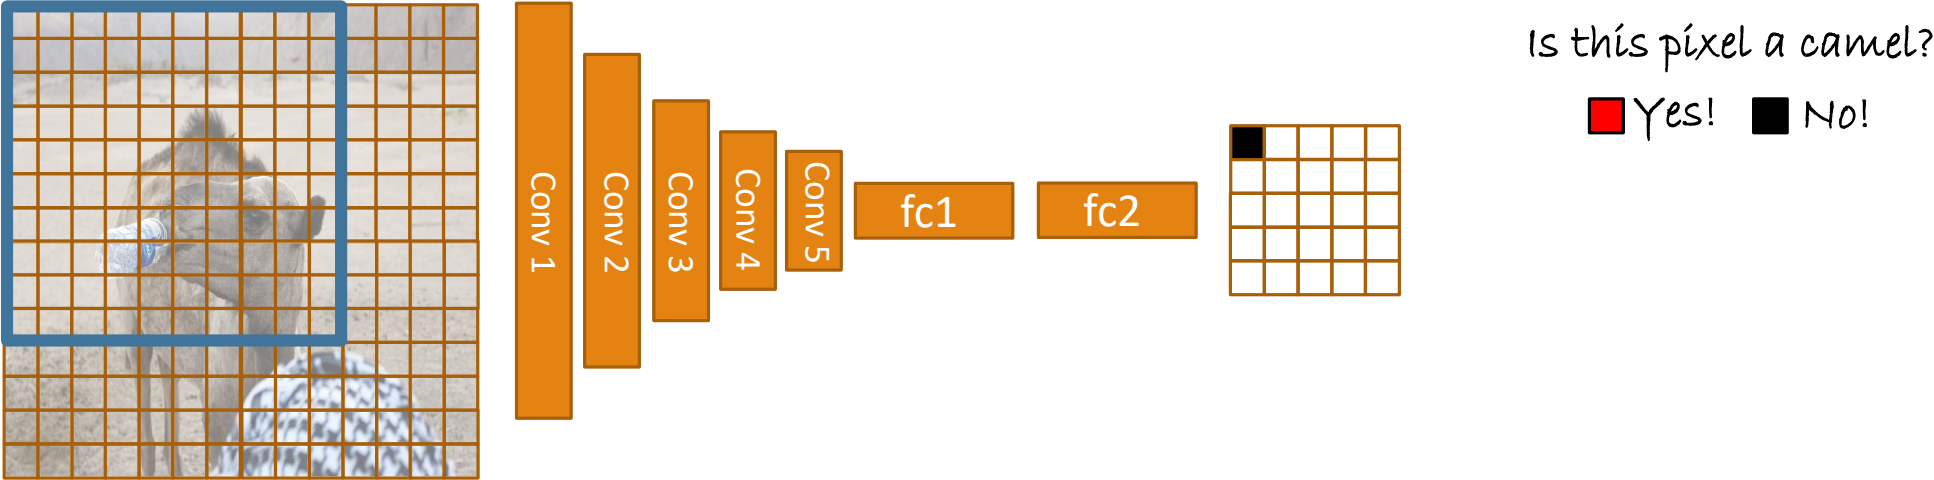 Is this pixel a camel?
Yes! No!
Conv 1
Conv 2
Conv 3
Conv 4
Conv 5
fc1
fc2